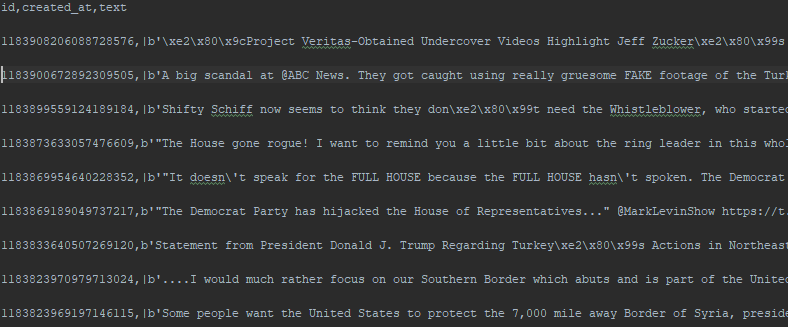 id,created_at,text
1183908206088728576,|b'\xe2\x80\x9cProject Veritas-Obtained Undercover Videos Highlight Jeff Zucker\xe2\x80\x99s
1183900672892309505,|b'A big scandal at @ABC News. They got caught using really gruesome FAKE footage of the Turk
1183899559124189184,|b'Shifty Schiff now seems to think they don\xe2\x80\x99t need the Whistleblower, who started
1183873633057476609,b'"The House gone rogue! I want to remind you a little bit about the ring leader in this whol
1183869954640228352,|b'"It doesn\'t speak for the FULL HOUSE because the FULL HOUSE hasn\'t spoken. The Democrat
1183869189049737217,b'"The Democrat Party has hijacked the House of Representatives..." @MarkLevinShow https://t.
1183833640507269120,b'Statement from President Donald J. Trump Regarding Turkey\xe2\x80\x99s Actions in Northeast
1183823970979713024,|b'....I would much rather focus on our Southern Border which abuts and is part of the United
1183823969197146115,|b'Some people want the United States to protect the 7,000 mile away Border of Syria, preside